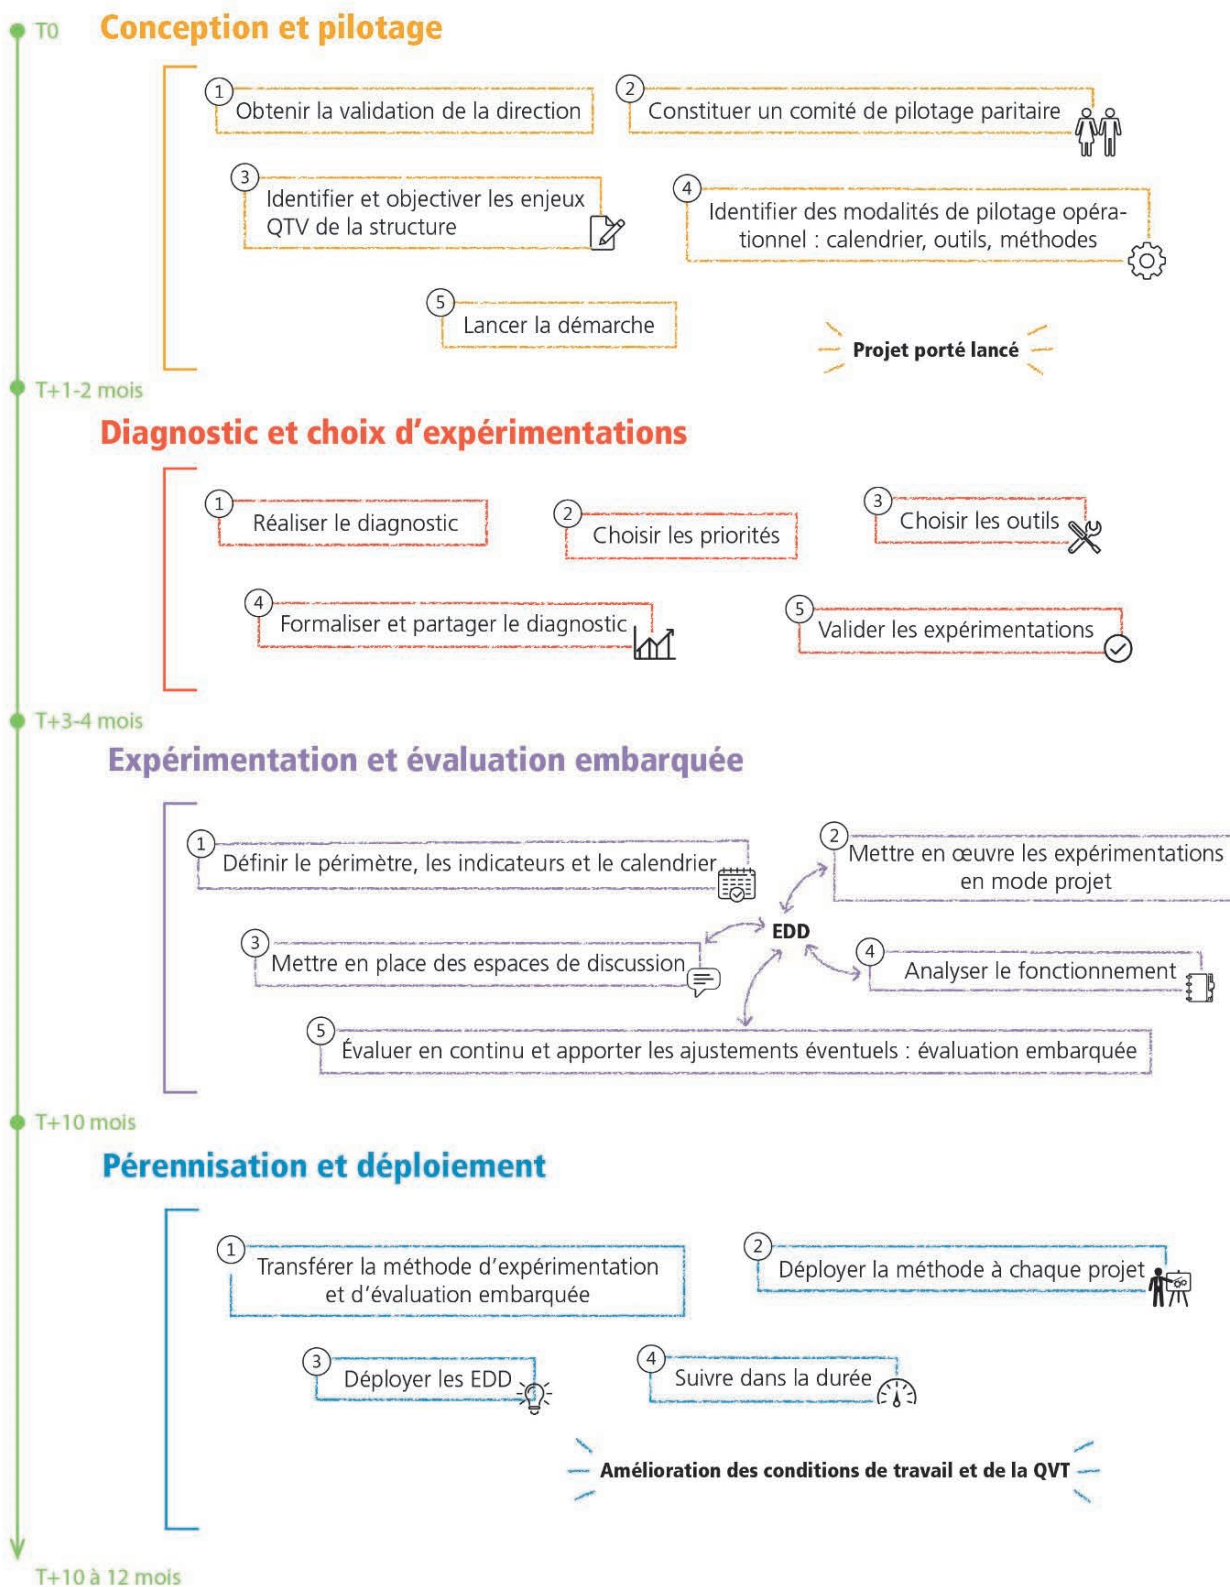 T0
Conception et pilotage
1
Obtenir la validation de la direction
2
Constituer un comité de pilotage paritaire
3
Identifier et objectiver les enjeux
QTV de la structure
4
Identifier des modalités de pilotage opéra-
tionnel : calendrier, outils, méthodes
5
Lancer la démarche
Projet porté lancé
T+1-2 mois
Diagnostic et choix d’expérimentations
1
Réaliser le diagnostic
2
Choisir les priorités
3
Choisir les outils
4
Formaliser et partager le diagnostic
5
Valider les expérimentations
T+3-4 mois
Expérimentation et évaluation embarquée
1
Définir le périmètre, les indicateurs et le calendrier
2
Mettre en œuvre les expérimentations
en mode projet
EDD
3
Mettre en place des espaces de discussion
4
Analyser le fonctionnement
5
Évaluer en continu et apporter les ajustements éventuels : évaluation embarquée
T+10 mois
Pérennisation et déploiement
1
Transférer la méthode d’expérimentation
et d’évaluation embarquée
2
Déployer la méthode à chaque projet
3
Déployer les EDD
4
Suivre dans la durée
Amélioration des conditions de travail et de la QVT
T+10 à 12 mois